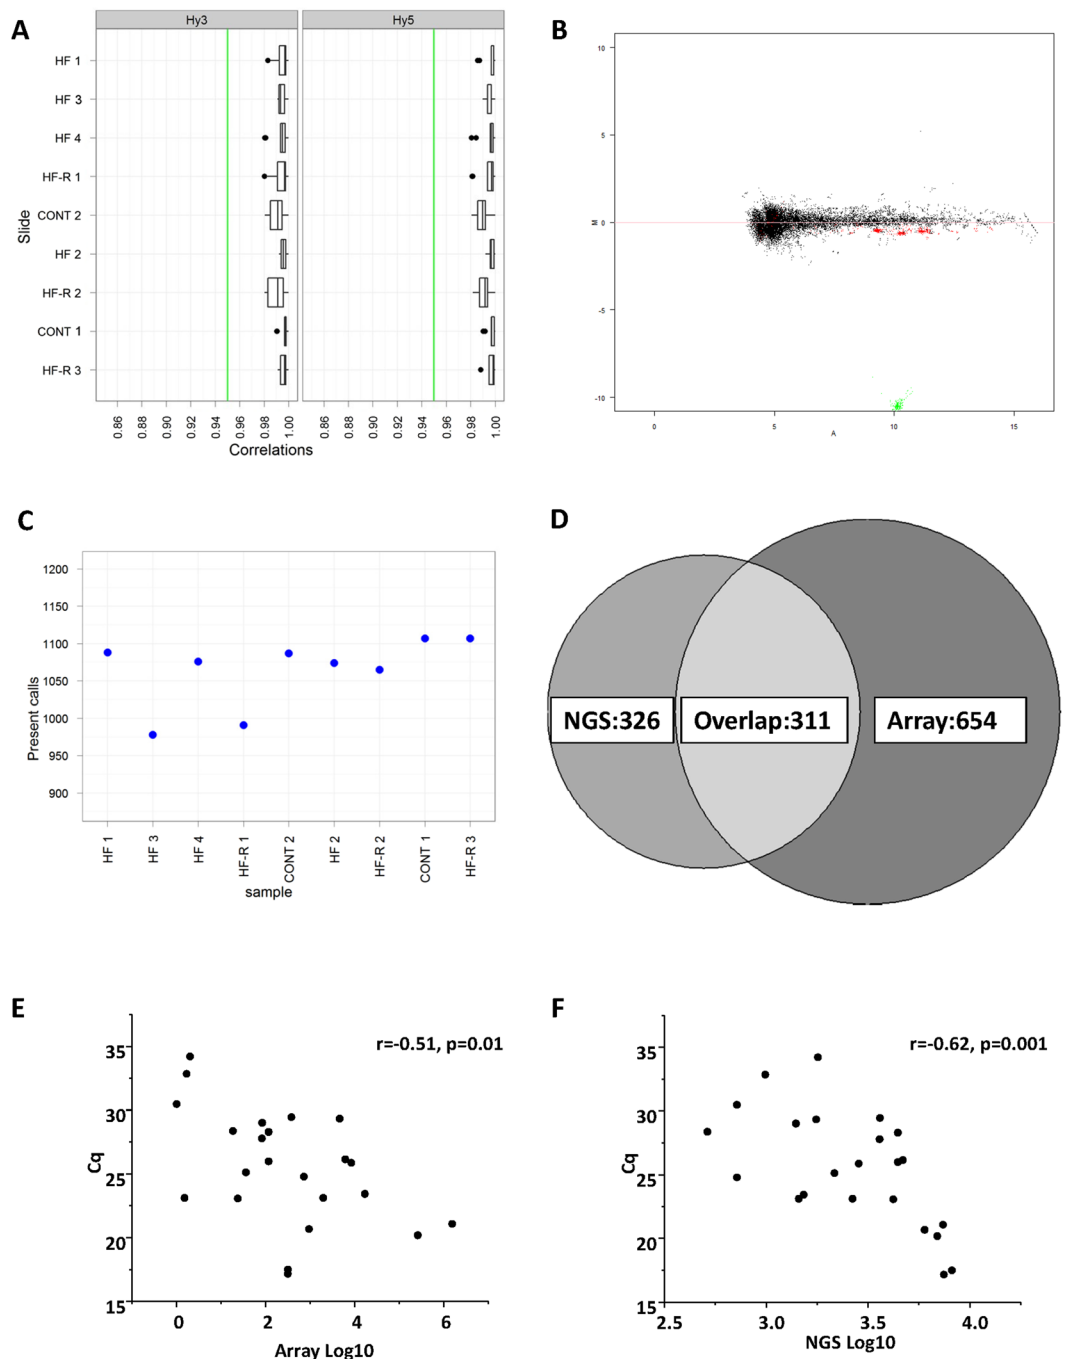 A
Hy3
Hy5
HF 1
HF 3
HF 4
HF-R 1
CONT 2
HF 2
HF-R 2
CONT 1
HF-R 3
Slide
0.86 0.88 0.90 0.92 0.94 0.96 0.98 1.00
0.86 0.88 0.90 0.92 0.94 0.96 0.98 1.00
Correlations
B
10
5
0
-5
-10
M
0 5 10 15
A
C
1200
1150
1100
1050
1000
950
900
Present calls
HF 1
HF 3
HF 4
HF-R 1
CONT 2
HF 2
HF-R 2
CONT 1
HF-R 3
sample
D
NGS:326
Overlap:311
Array:654
E
r=-0.51, p=0.01
35
30
25
20
15
Cq
0 2 4 6
Array Log10
F
r=-0.62, p=0.001
35
30
25
20
15
Cq
2.5 3.0 3.5 4.0
NGS Log10